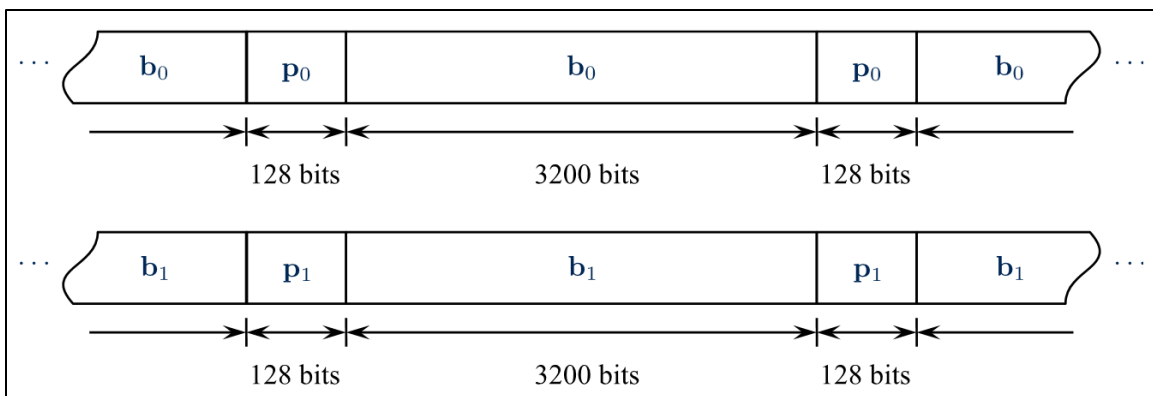 ··· b₀ p₀ b₀ p₀ b₀ ···
128 bits 3200 bits 128 bits
··· b₁ p₁ b₁ p₁ b₁ ···
128 bits 3200 bits 128 bits